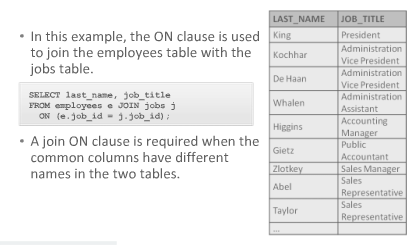 • In this example, the ON clause is used
to join the employees table with the
jobs table.
SELECT last_name, job_title
FROM employees e JOIN jobs j
ON (e.job_id = j.job_id);
• A join ON clause is required when the
common columns have different
names in the two tables.
LAST_NAME JOB_TITLE
King President
Kochhar Administration
Vice President
De Haan Administration
Vice President
Whalen Administration
Assistant
Higgins Accounting
Manager
Gietz Public
Accountant
Zlotkey Sales Manager
Abel Sales
Representative
Taylor Sales
Representative
...